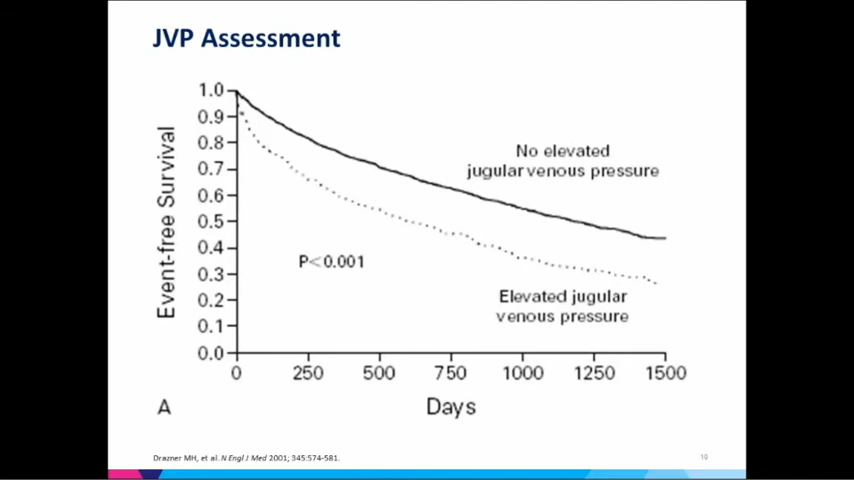 JVP Assessment
1.0
0.9
0.8
0.7
0.6
0.5
0.4
0.3
0.2
0.1
0.0
Event-free Survival
No elevated
jugular venous pressure
P<0.001
Elevated jugular
venous pressure
0 250 500 750 1000 1250 1500
A
Days
Drazner MH, et al. N Engl J Med 2001; 345:574-581.
19